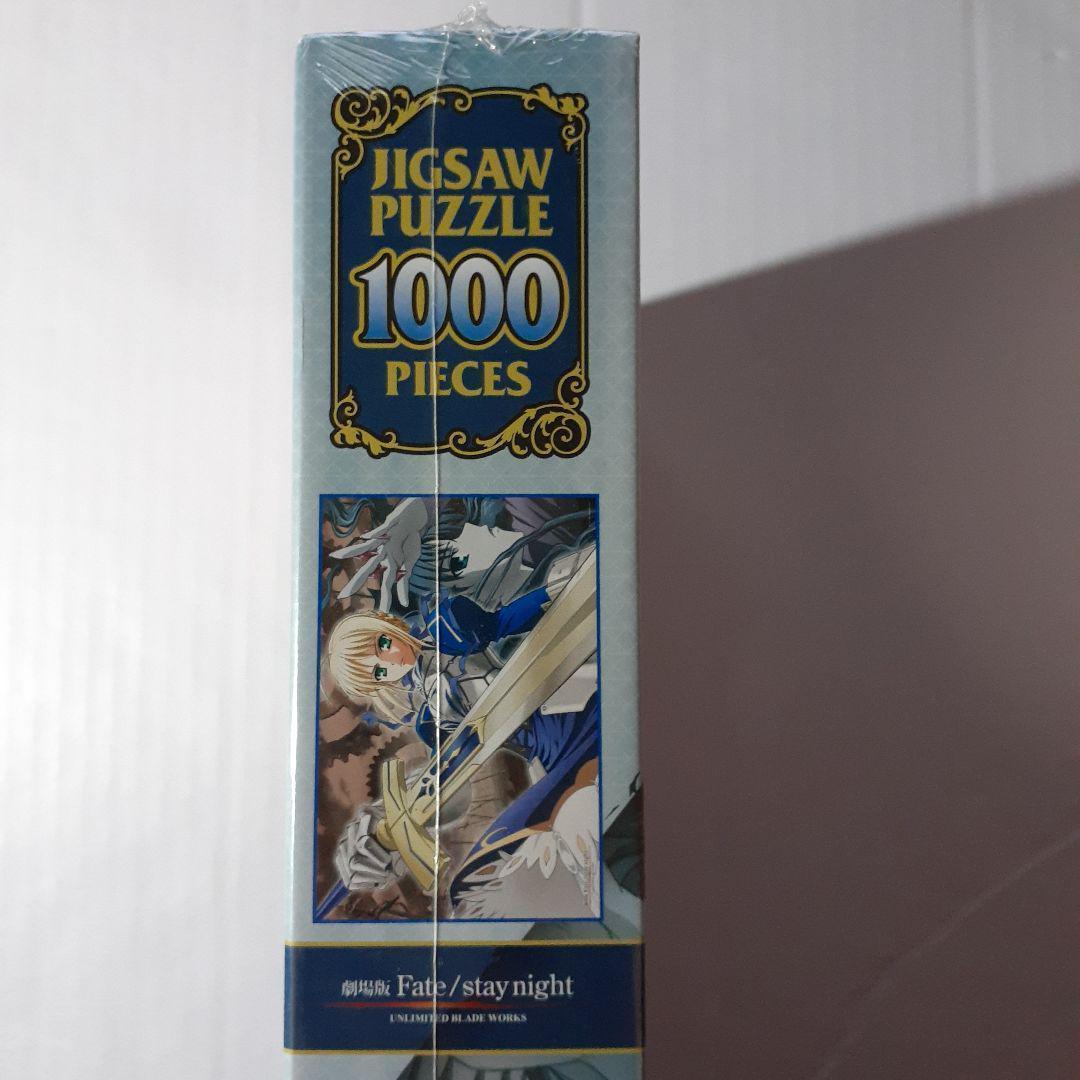 JIGSAW
PUZZLE
1000
PIECES
劇場版 Fate/stay night
UNLIMITED BLADE WORKS